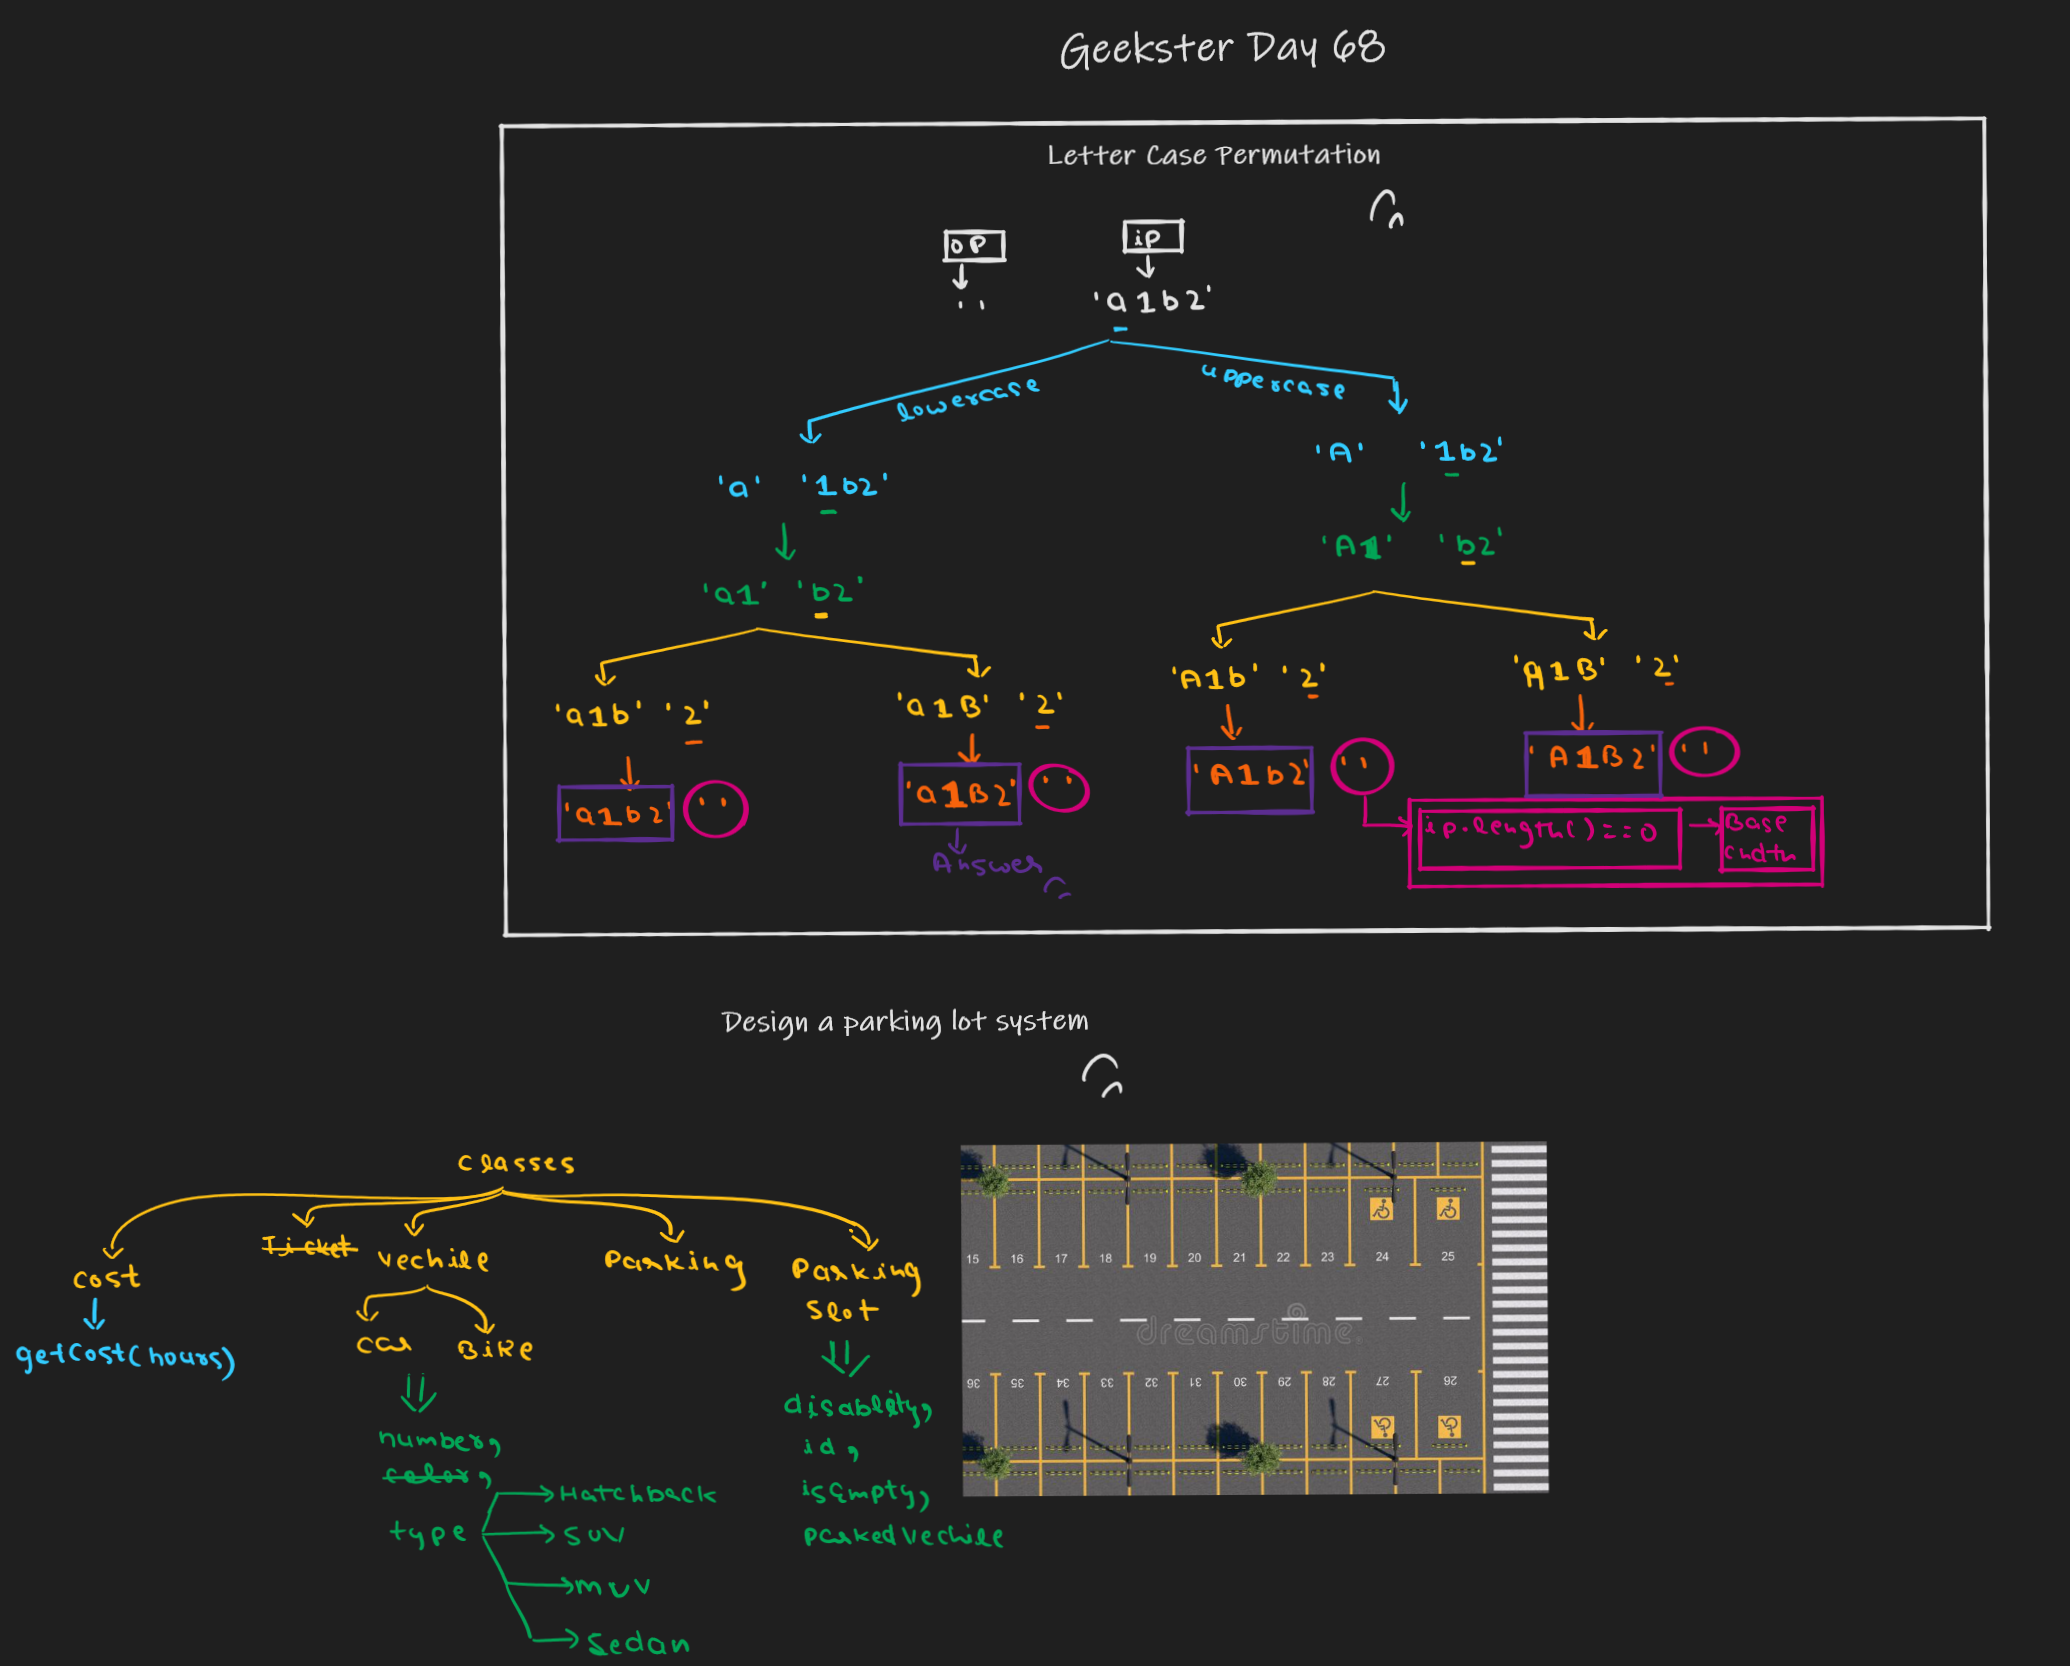 Geekster Day 68
Letter Case Permutation
op
ip
' '
'a1b2'
lowercase
uppercase
'a' '1b2'
'A' '1b2'
'a1' 'b2'
'A1' 'b2'
'a1b' '2'
'a1B' '2'
'A1b' '2'
'A1B' '2'
'a1b2' ' '
'a1B2' ' '
'A1b2' ' '
'A1B2' ' '
Answer
ip.length()==0
Base
cndtn
Design a parking lot system
classes
cost
Ticket
vechile
Parking
Parking
slot
getCost(hours)
car
Bike
number,
color,
type
Hatchback
SUV
MUV
Sedan
disablity,
id,
isEmpty,
parkedVechile
15 16 17 18 19 20 21 22 23 24 25
dreamstime
36 35 34 33 32 31 30 29 28 27 26